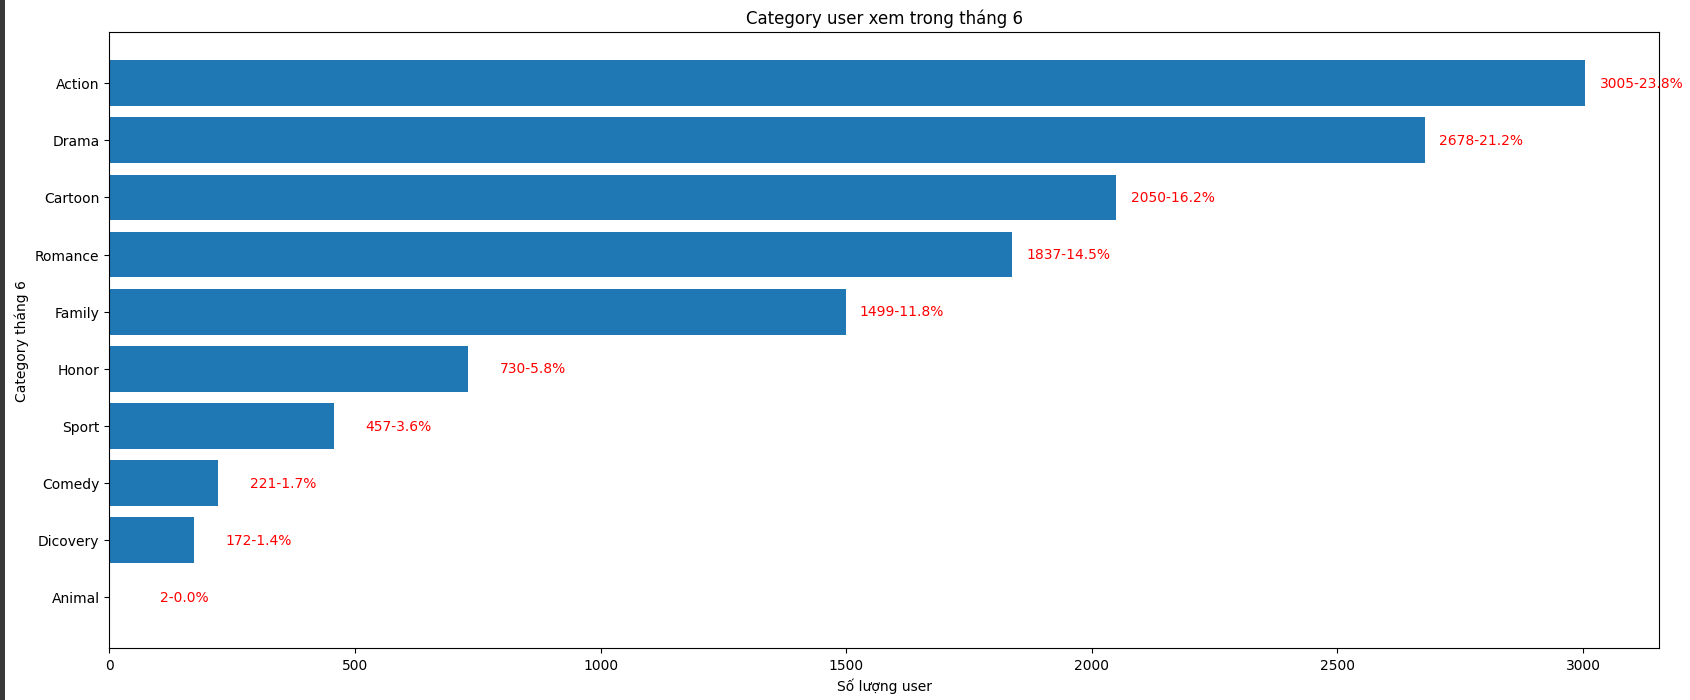 Category user xem trong tháng 6
Action
3005-23.8%
Drama
2678-21.2%
Cartoon
2050-16.2%
Romance
1837-14.5%
Family
1499-11.8%
Honor
730-5.8%
Sport
457-3.6%
Comedy
221-1.7%
Dicovery
172-1.4%
Animal
2-0.0%
Category tháng 6
0 500 1000 1500 2000 2500 3000
Số lượng user